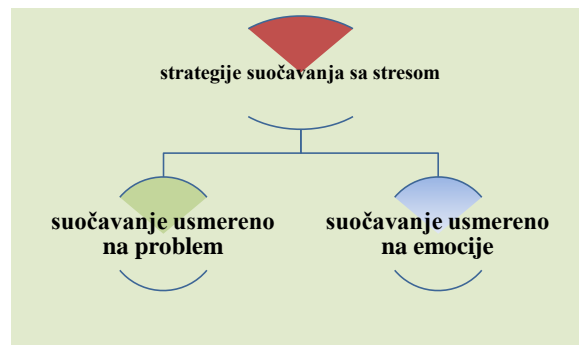 strategije suočavanja sa stresom
suočavanje usmereno
na problem
suočavanje usmereno
na emocije